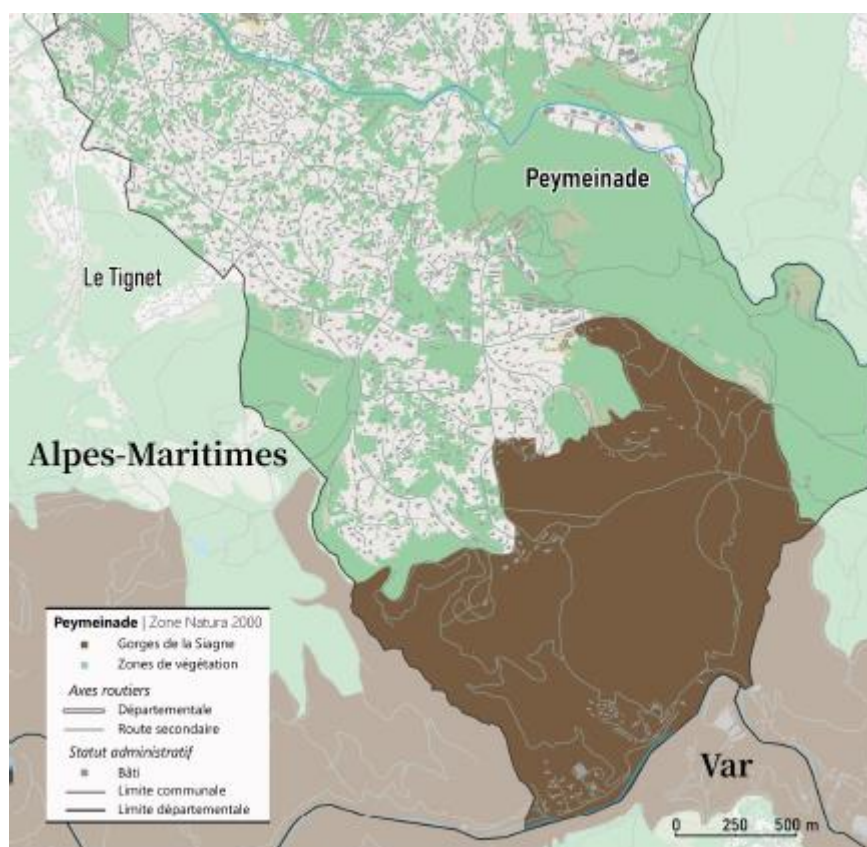 Peymeinade
Le Tignet
Alpes-Maritimes
Peymeinade | Zone Natura 2000
Gorges de la Siagne
Zones de végétation
Axes routiers
Départementale
Route secondaire
Statut administratif
Bâti
Limite communale
Limite départementale
Var
0 250 500 m